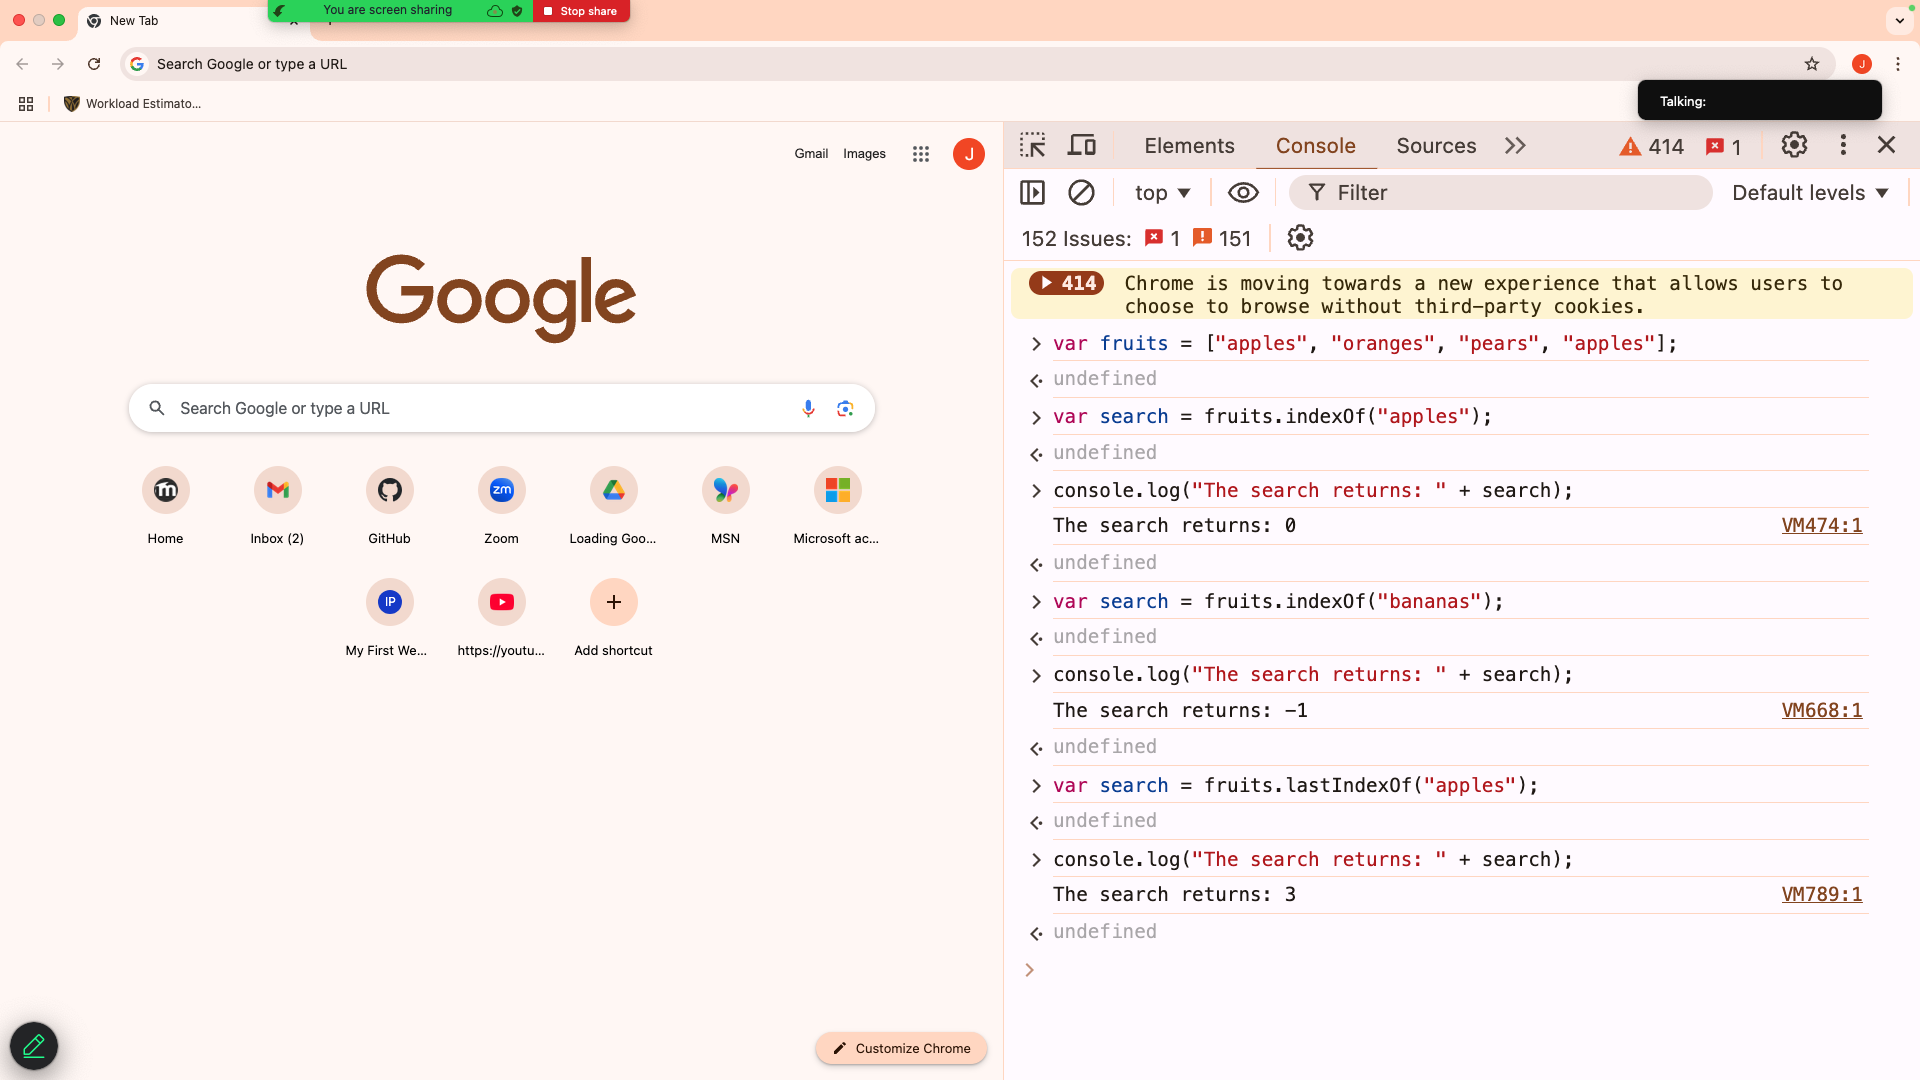 New Tab
You are screen sharing
Stop share
Search Google or type a URL
J
Workload Estimato...
Talking:
Gmail
Images
J
Google
Search Google or type a URL
Home
Inbox (2)
GitHub
zm
Zoom
Loading Goo...
MSN
Microsoft ac...
IP
My First We...
https://youtu...
Add shortcut
Customize Chrome
Elements
Console
Sources
414
1
top
Filter
Default levels
152 Issues: 1 151
414 Chrome is moving towards a new experience that allows users to
choose to browse without third-party cookies.
> var fruits = ["apples", "oranges", "pears", "apples"];
undefined
> var search = fruits.indexOf("apples");
undefined
> console.log("The search returns: " + search);
The search returns: 0 VM474:1
undefined
> var search = fruits.indexOf("bananas");
undefined
> console.log("The search returns: " + search);
The search returns: -1 VM668:1
undefined
> var search = fruits.lastIndexOf("apples");
undefined
> console.log("The search returns: " + search);
The search returns: 3 VM789:1
undefined
>